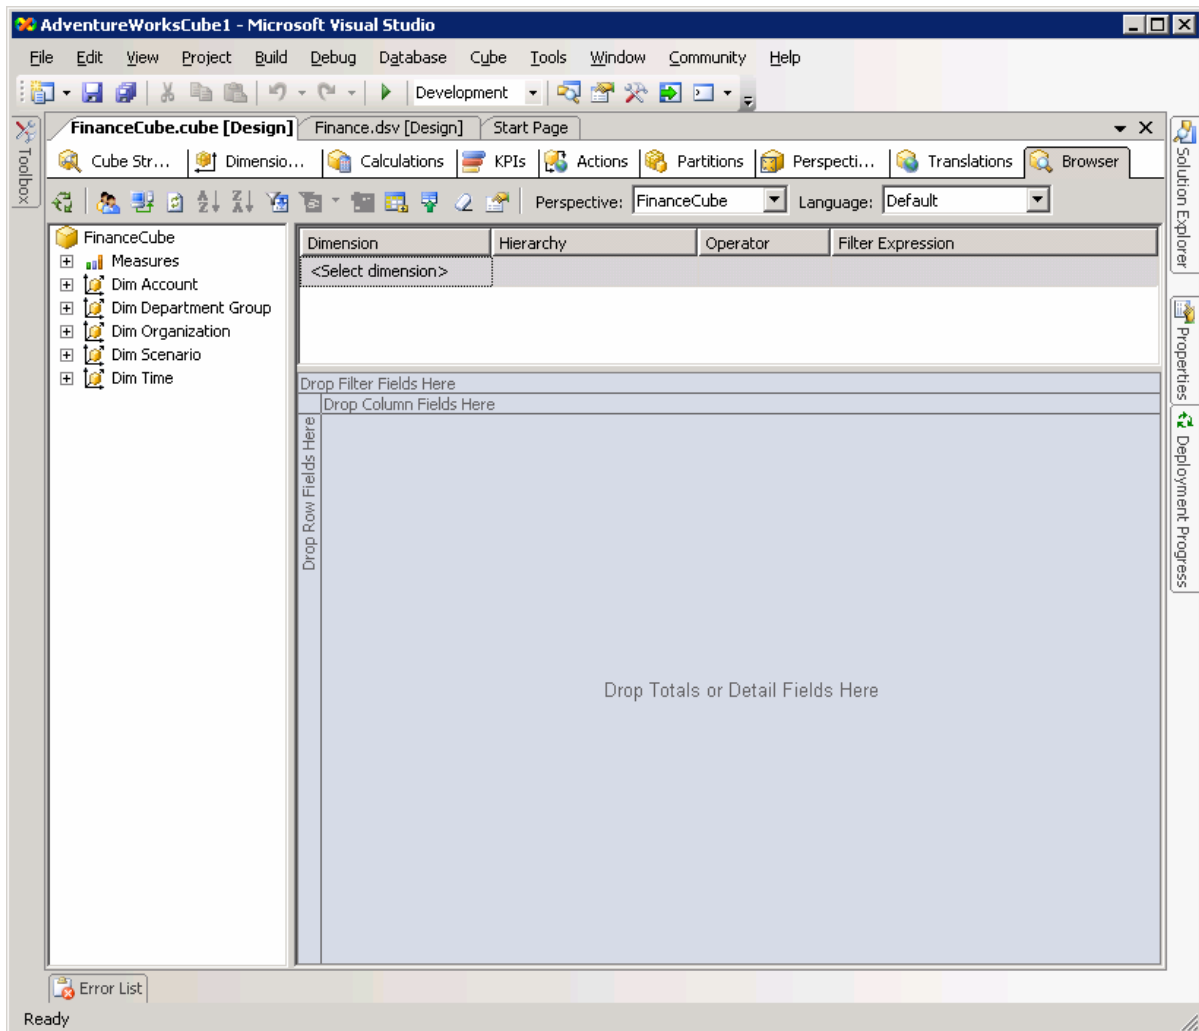 AdventureWorksCube1 - Microsoft Visual Studio
File Edit View Project Build Debug Database Cube Tools Window Community Help
Development
FinanceCube.cube [Design] Finance.dsv [Design] Start Page
Toolbox
Cube Str... Dimensio... Calculations KPIs Actions Partitions Perspecti... Translations Browser
Perspective: FinanceCube Language: Default
FinanceCube
Measures
Dim Account
Dim Department Group
Dim Organization
Dim Scenario
Dim Time
Dimension Hierarchy Operator Filter Expression
<Select dimension>
Drop Filter Fields Here
Drop Column Fields Here
Drop Row Fields Here
Drop Totals or Detail Fields Here
Solution Explorer
Properties
Deployment Progress
Error List
Ready